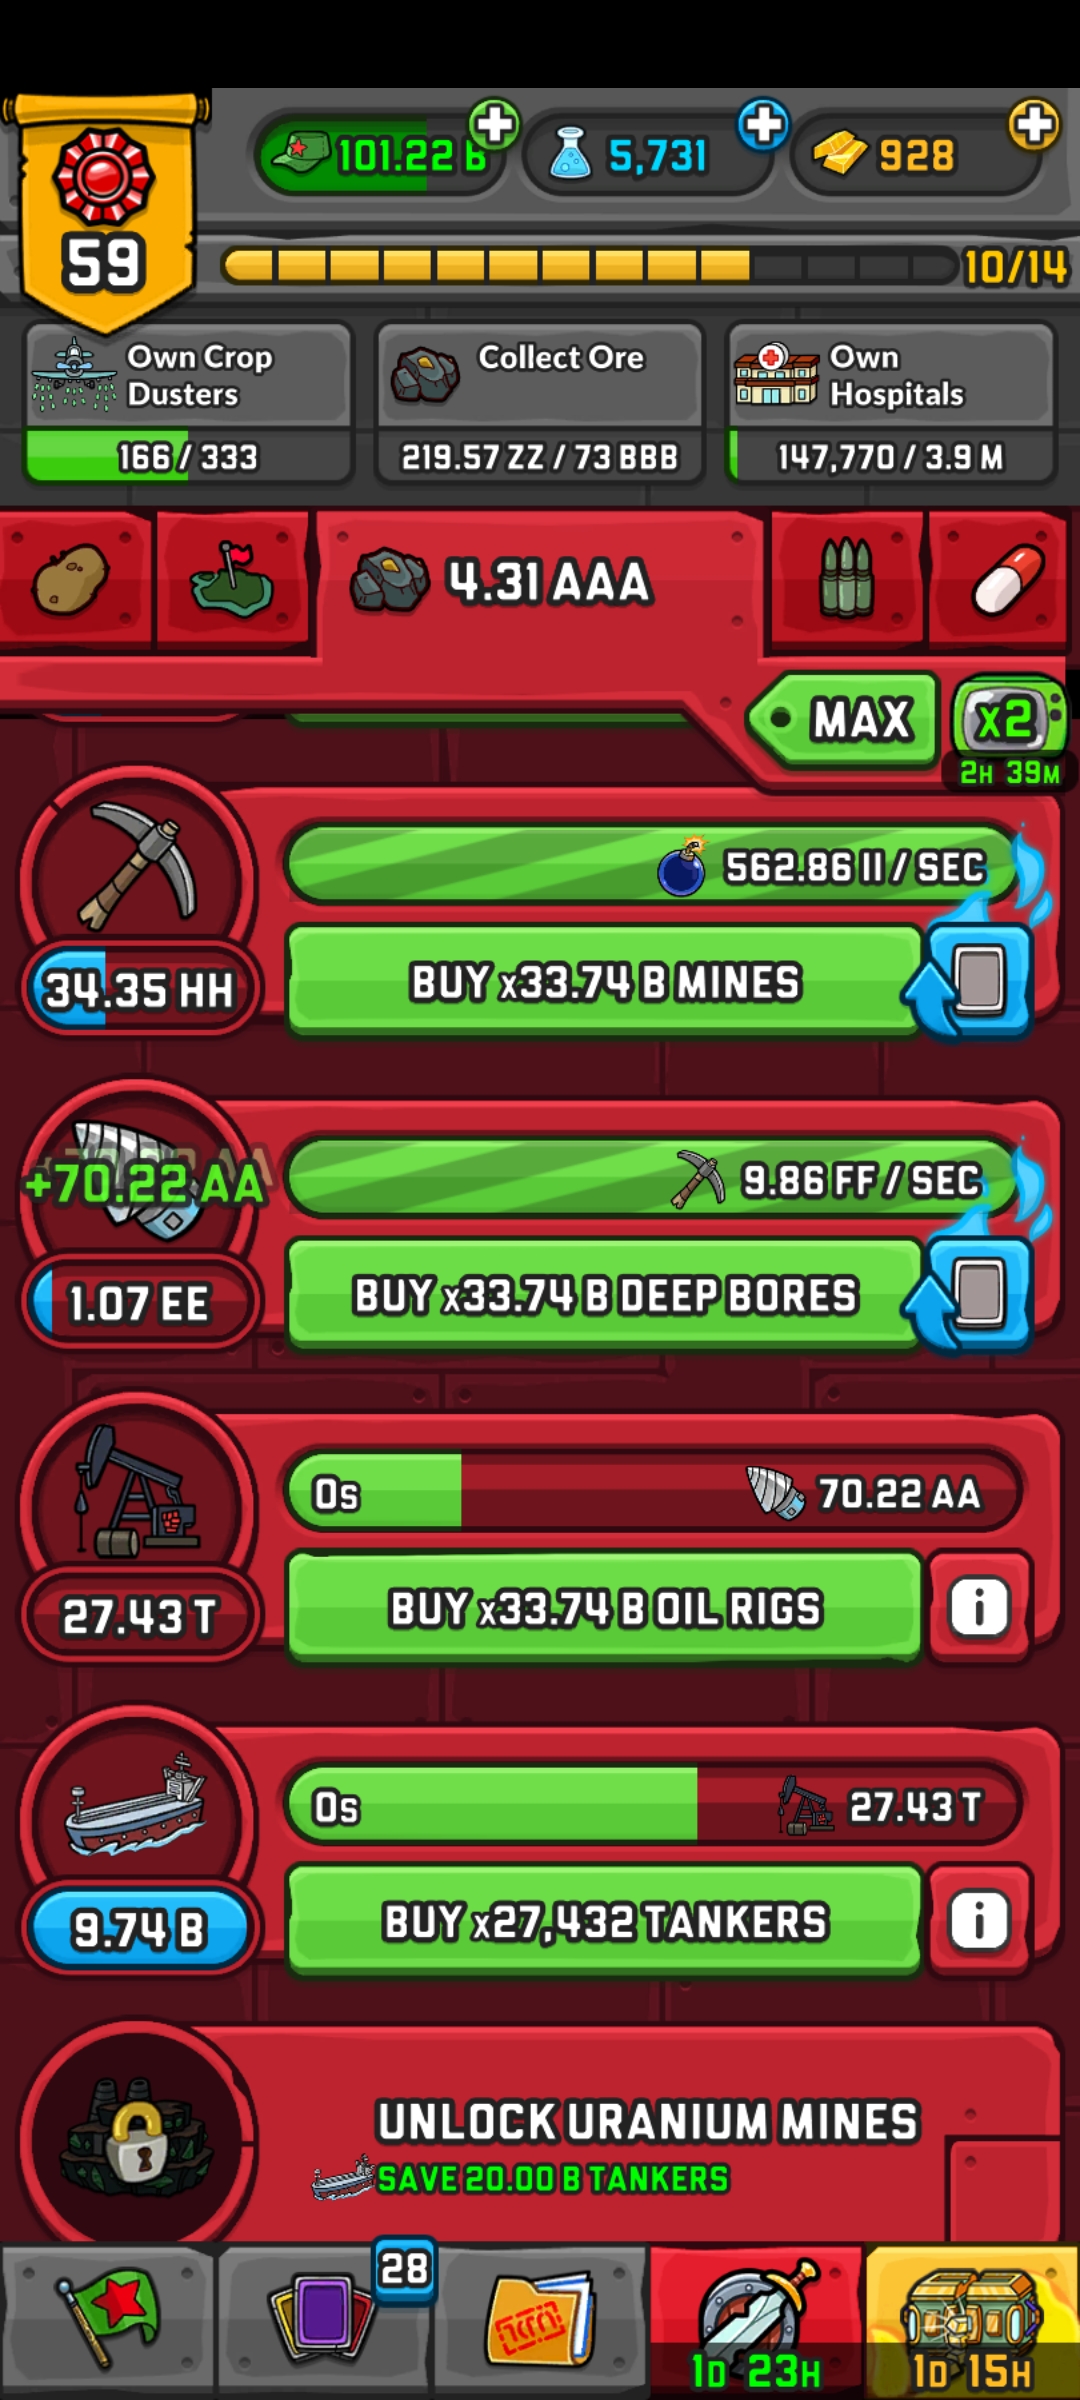 101.22 B
5,731
928
59
10/14
Own Crop
Dusters
166 / 333
Collect Ore
219.57 ZZ / 73 BBB
Own
Hospitals
147,770 / 3.9 M
4.31 AAA
MAX
x2
2H 39M
562.86 II / SEC
34.35 HH
BUY x33.74 B MINES
+70.22 AA
9.86 FF / SEC
1.07 EE
BUY x33.74 B DEEP BORES
0s
70.22 AA
27.43 T
BUY x33.74 B OIL RIGS
i
0s
27.43 T
9.74 B
BUY x27,432 TANKERS
i
UNLOCK URANIUM MINES
SAVE 20.00 B TANKERS
28
1D 23H
1D 15H